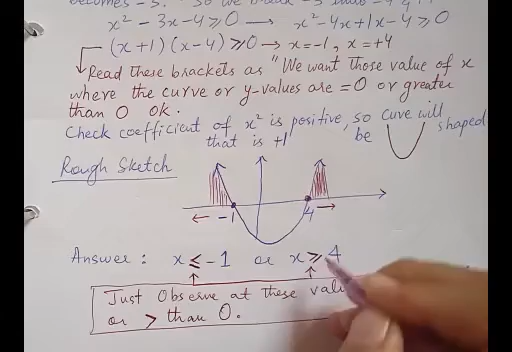 x² - 3x - 4 ≥ 0 → x² - 4x + 1x - 4 ≥ 0
(x + 1) (x - 4) ≥ 0 → x = -1, x = +4
Read these brackets as "We want those value of x
where the curve or y-values are = 0 or greater
than 0 ok.
Check coefficient of x² is positive, so cuve will
that is +1 be ∪ shaped
Rough Sketch
-1 4
Answer: x ≤ -1 or x ≥ 4
Just Observe at these
or > than 0.